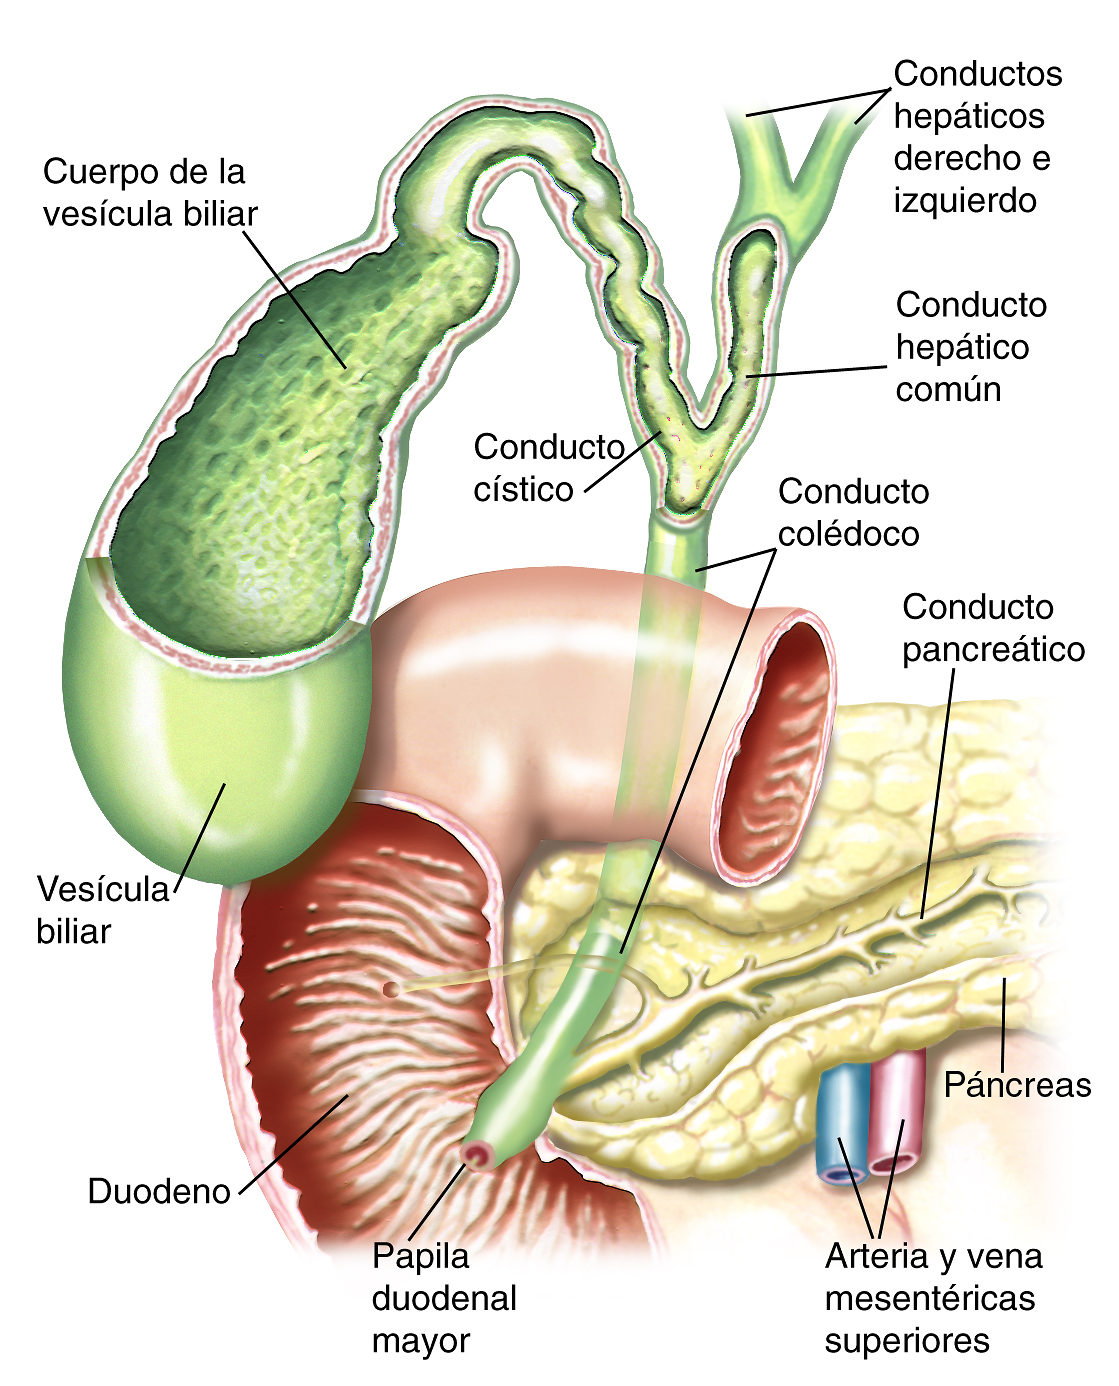 Conductos
hepáticos
derecho e
izquierdo
Cuerpo de la
vesícula biliar
Conducto
hepático
común
Conducto
cístico
Conducto
colédoco
Conducto
pancreático
Vesícula
biliar
Páncreas
Duodeno
Papila
duodenal
mayor
Arteria y vena
mesentéricas
superiores